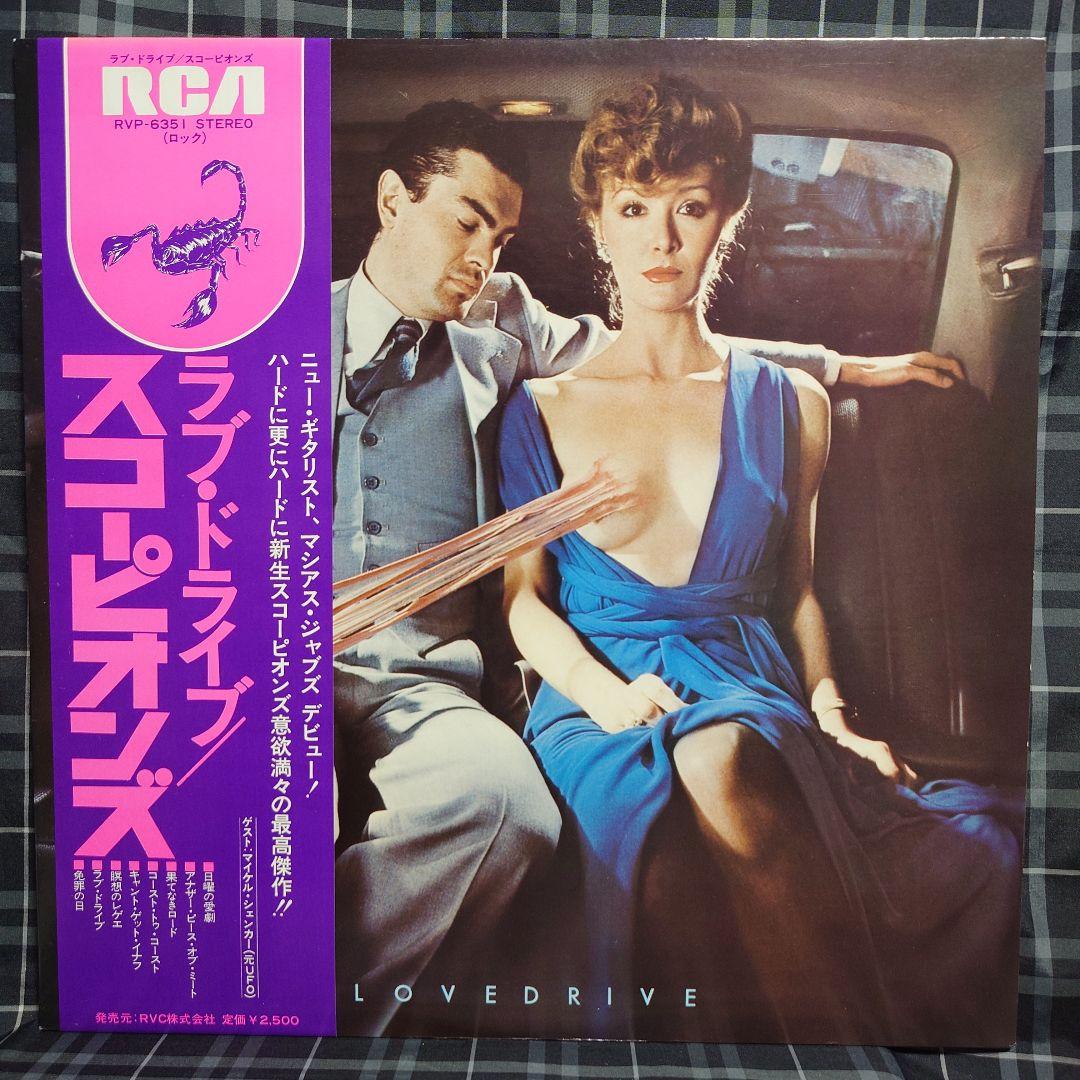 ラブ・ドライブ/スコーピオンズ
RCA
RVP-6351 STEREO
(ロック)
ニュー・ギタリスト、マシアス・ジャブズ デビュー!
ハードに更にハードに新生スコーピオンズ意欲満々の最高傑作!!
ラブ・ドライブ/
スコーピオンズ
ゲスト:マイケル・シェンカー(元UFO)
■日曜の愛劇
■アナザー・ピース・オブ・ミート
■果てなきロード
■コースト・トゥ・コースト
■キャント・ゲット・イナフ
■瞑想のレゲエ
■ラブ・ドライブ
■免罪の日
発売元:RVC株式会社 定価¥2,500
LOVEDRIVE